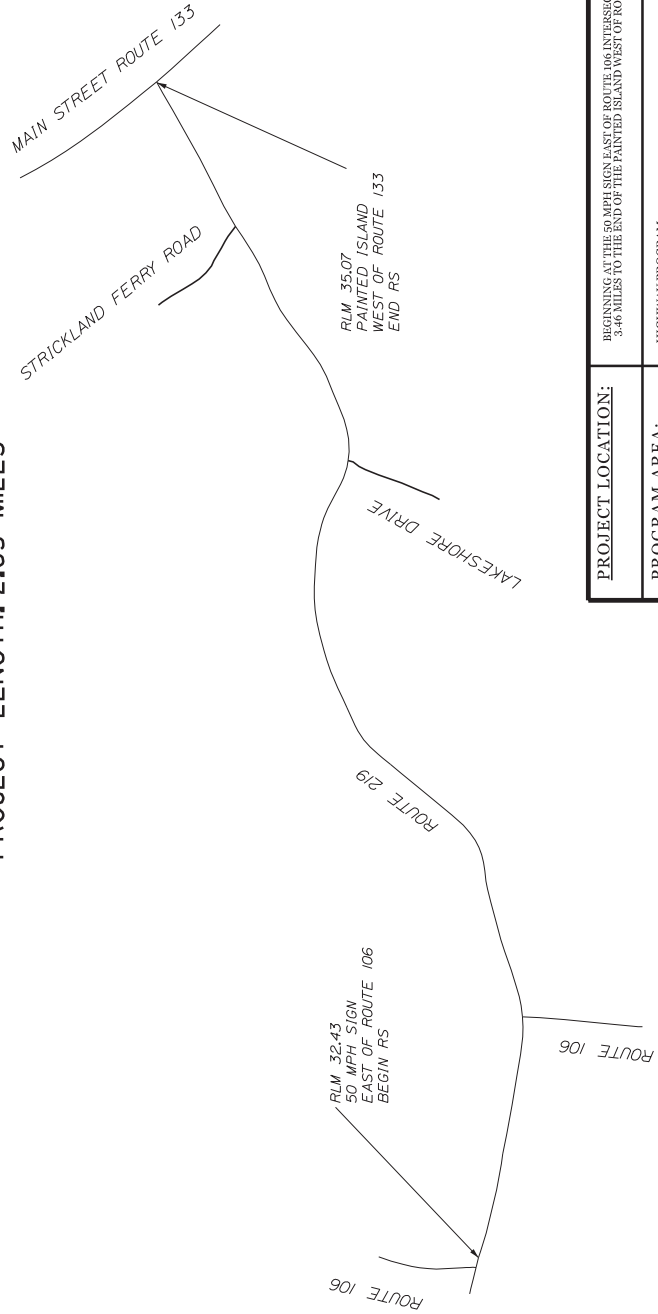 PROJECT LENGTH MILES
MAIN STREET ROUTE 133
STRICKLAND FERRY ROAD
RLM 35.07
PAINTED ISLAND
WEST OF ROUTE 133
END RS
LAKESHORE DRIVE
ROUTE 219
RLM 32.43
50 MPH SIGN
EAST OF ROUTE 106
BEGIN RS
ROUTE 106
ROUTE 106
PROJECT LOCATION:
BEGINNING AT THE 50 MPH SIGN EAST OF ROUTE 106 INTERSEC
3.46 MILES TO THE END OF THE PAINTED ISLAND WEST OF RO
PROGRAM AREA:
HIGHWAY PROGRAM